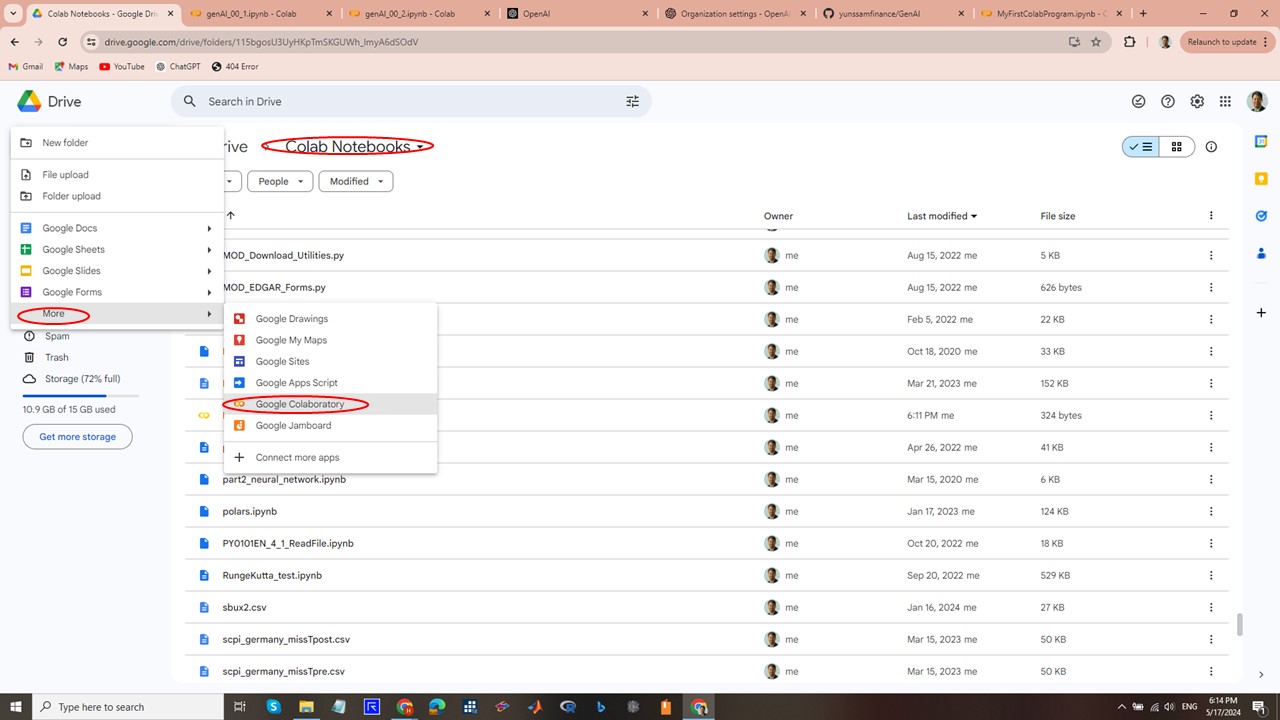 Colab Notebooks - Google Dri
genAI_00_1.ipynb - Colab
genAI_00_2.ipynb - Colab
OpenAI
Organization settings - OpenAI
yunssamfinance/GenAI
MyFirstColabProgram.ipynb - C
drive.google.com/drive/folders/115bgosU3UyHKpTmSKGUWh_lmyA6dSOdV
Relaunch to update
Gmail
Maps
YouTube
ChatGPT
404 Error
Drive
Search in Drive
New folder
File upload
Folder upload
Google Docs
Google Sheets
Google Slides
Google Forms
More
Spam
Trash
Storage (72% full)
10.9 GB of 15 GB used
Get more storage
rive
Colab Notebooks
People
Modified
Owner
Last modified
File size
MOD_Download_Utilities.py
me
Aug 15, 2022 me
5 KB
MOD_EDGAR_Forms.py
me
Aug 15, 2022 me
626 bytes
Google Drawings
Google My Maps
Google Sites
Google Apps Script
Google Colaboratory
Google Jamboard
Connect more apps
me
Feb 5, 2022 me
22 KB
me
Oct 18, 2020 me
33 KB
me
Mar 21, 2023 me
152 KB
me
6:11 PM me
324 bytes
me
Apr 26, 2022 me
41 KB
part2_neural_network.ipynb
me
Mar 15, 2020 me
6 KB
polars.ipynb
me
Jan 17, 2023 me
124 KB
PY0101EN_4_1_ReadFile.ipynb
me
Oct 20, 2022 me
18 KB
RungeKutta_test.ipynb
me
Sep 20, 2022 me
529 KB
sbux2.csv
me
Jan 16, 2024 me
27 KB
scpi_germany_missTpost.csv
me
Mar 15, 2023 me
50 KB
scpi_germany_missTpre.csv
me
Mar 15, 2023 me
50 KB
Type here to search
6:14 PM
5/17/2024